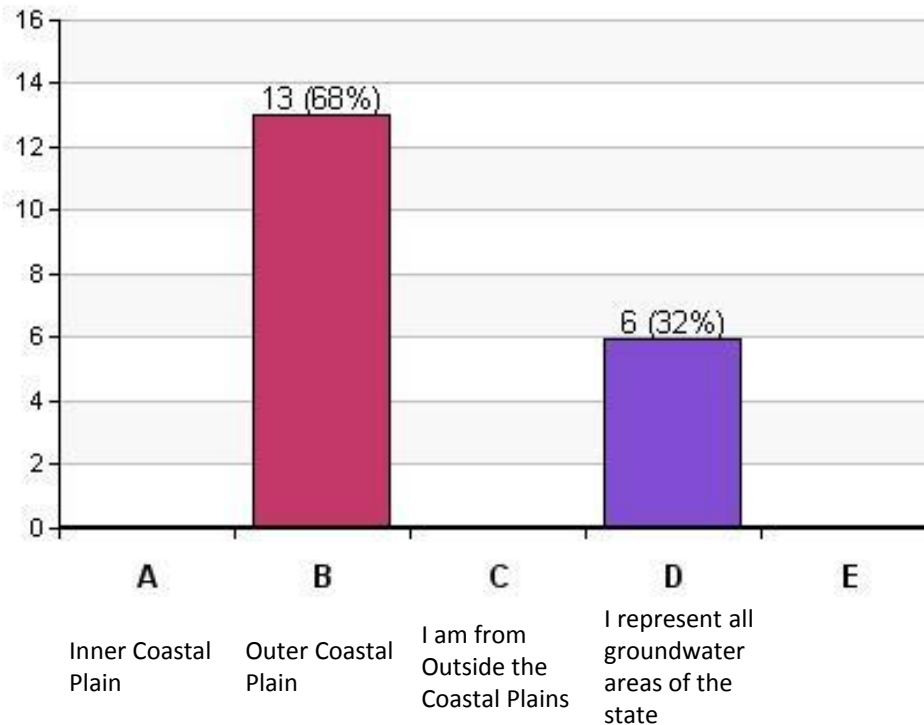 16
14
13 (68%)
12
10
8
6 (32%)
6
4
2
0
A B C D E
Inner Coastal
Plain
Outer Coastal
Plain
I am from
Outside the
Coastal Plains
I represent all
groundwater
areas of the
state